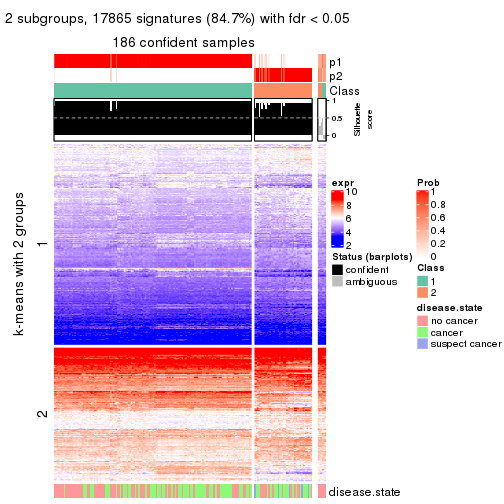 2 subgroups, 17865 signatures (84.7%) with fdr < 0.05
186 confident samples
p1
p2
Class
1
0.5
0
Silhouette
score
k-means with 2 groups
1
2
expr
10
8
6
4
2
Status (barplots)
confident
ambiguous
Prob
1
0.8
0.6
0.4
0.2
0
Class
1
2
disease.state
no cancer
cancer
suspect cancer
disease.state